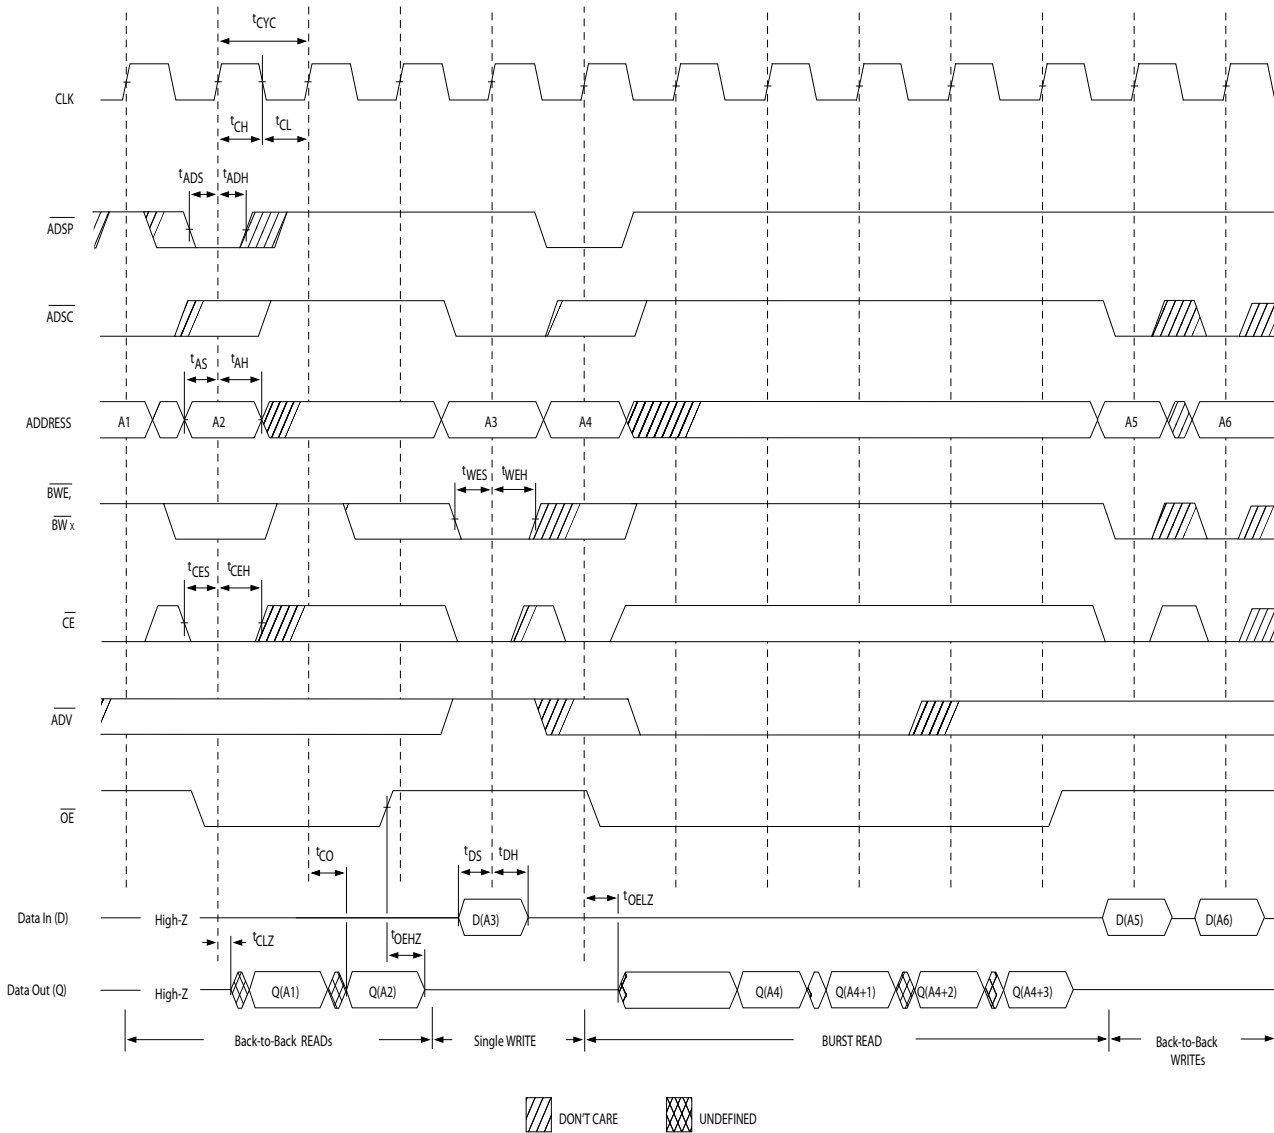 tCYC
CLK
tCH tCL
tADS tADH
ADSP
ADSC
tAS tAH
ADDRESS A1 A2 A3 A4 A5 A6
tWES tWEH
BWE,
BW x
tCES tCEH
CE
ADV
OE
tCO tDS tDH
tOELZ
Data In (D) High-Z D(A3) D(A5) D(A6)
tCLZ tOEHZ
Data Out (Q) High-Z Q(A1) Q(A2) Q(A4) Q(A4+1) Q(A4+2) Q(A4+3)
Back-to-Back READs Single WRITE BURST READ Back-to-Back
WRITEs
DON'T CARE UNDEFINED